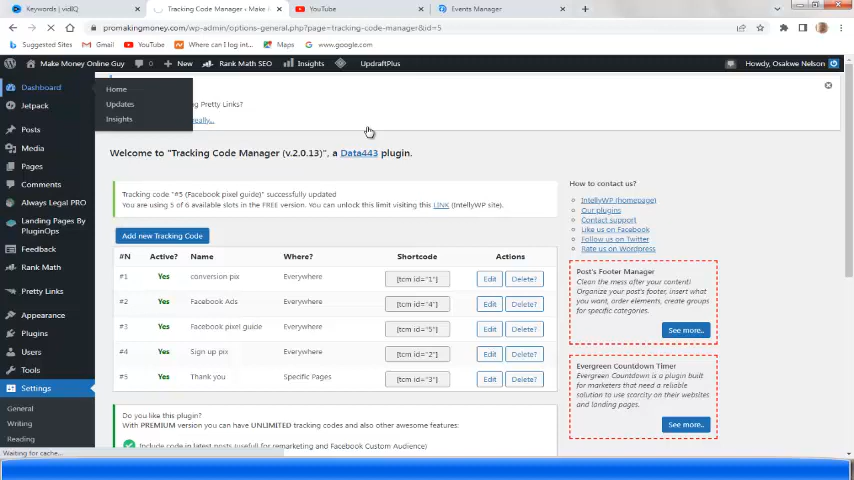 Keywords | vidIQ
Tracking Code Manager ‹ Make M
YouTube
Events Manager
promakingmoney.com/wp-admin/options-general.php?page=tracking-code-manager&id=5
Suggested Sites
Gmail
YouTube
Where can I log int...
Maps
www.google.com
Make Money Online Guy
0
New
Rank Math SEO
Insights
UpdraftPlus
Howdy, Osakwe Nelson
Dashboard
Home
Updates
Insights
Jetpack
Posts
Media
Pages
Comments
Always Legal PRO
Landing Pages By
PluginOps
Feedback
Rank Math
Pretty Links
Appearance
Plugins
Users
Tools
Settings
General
Writing
Reading
ng Pretty Links?
really...
Welcome to "Tracking Code Manager (v.2.0.13)", a Data443 plugin.
Tracking code "#5 (Facebook pixel guide)" successfully updated
You are using 5 of 6 available slots in the FREE version. You can unlock this limit visiting this LINK (IntellyWP site).
Add new Tracking Code
#N Active? Name Where? Shortcode Actions
#1 Yes conversion pix Everywhere [tcm id="1"] Edit Delete?
#2 Yes Facebook Ads Everywhere [tcm id="4"] Edit Delete?
#3 Yes Facebook pixel guide Everywhere [tcm id="5"] Edit Delete?
#4 Yes Sign up pix Everywhere [tcm id="2"] Edit Delete?
#5 Yes Thank you Specific Pages [tcm id="3"] Edit Delete?
Do you like this plugin?
With PREMIUM version you can have UNLIMITED tracking codes and also other awesome features:
Include code in latest posts (usefull for remarketing and Facebook Custom Audience)
How to contact us?
IntellyWP (homepage)
Our plugins
Contact support
Like us on Facebook
Follow us on Twitter
Rate us on Wordpress
Post's Footer Manager
Clean the mess after your content!
Organize your posts's footer, insert what
you want, order elements, create groups
for specific categories.
See more..
Evergreen Countdown Timer
Evergreen Countdown is a plugin built
for marketers that need a reliable
solution to use scarcity on their websites
and landing pages.
See more..
Waiting for cache...